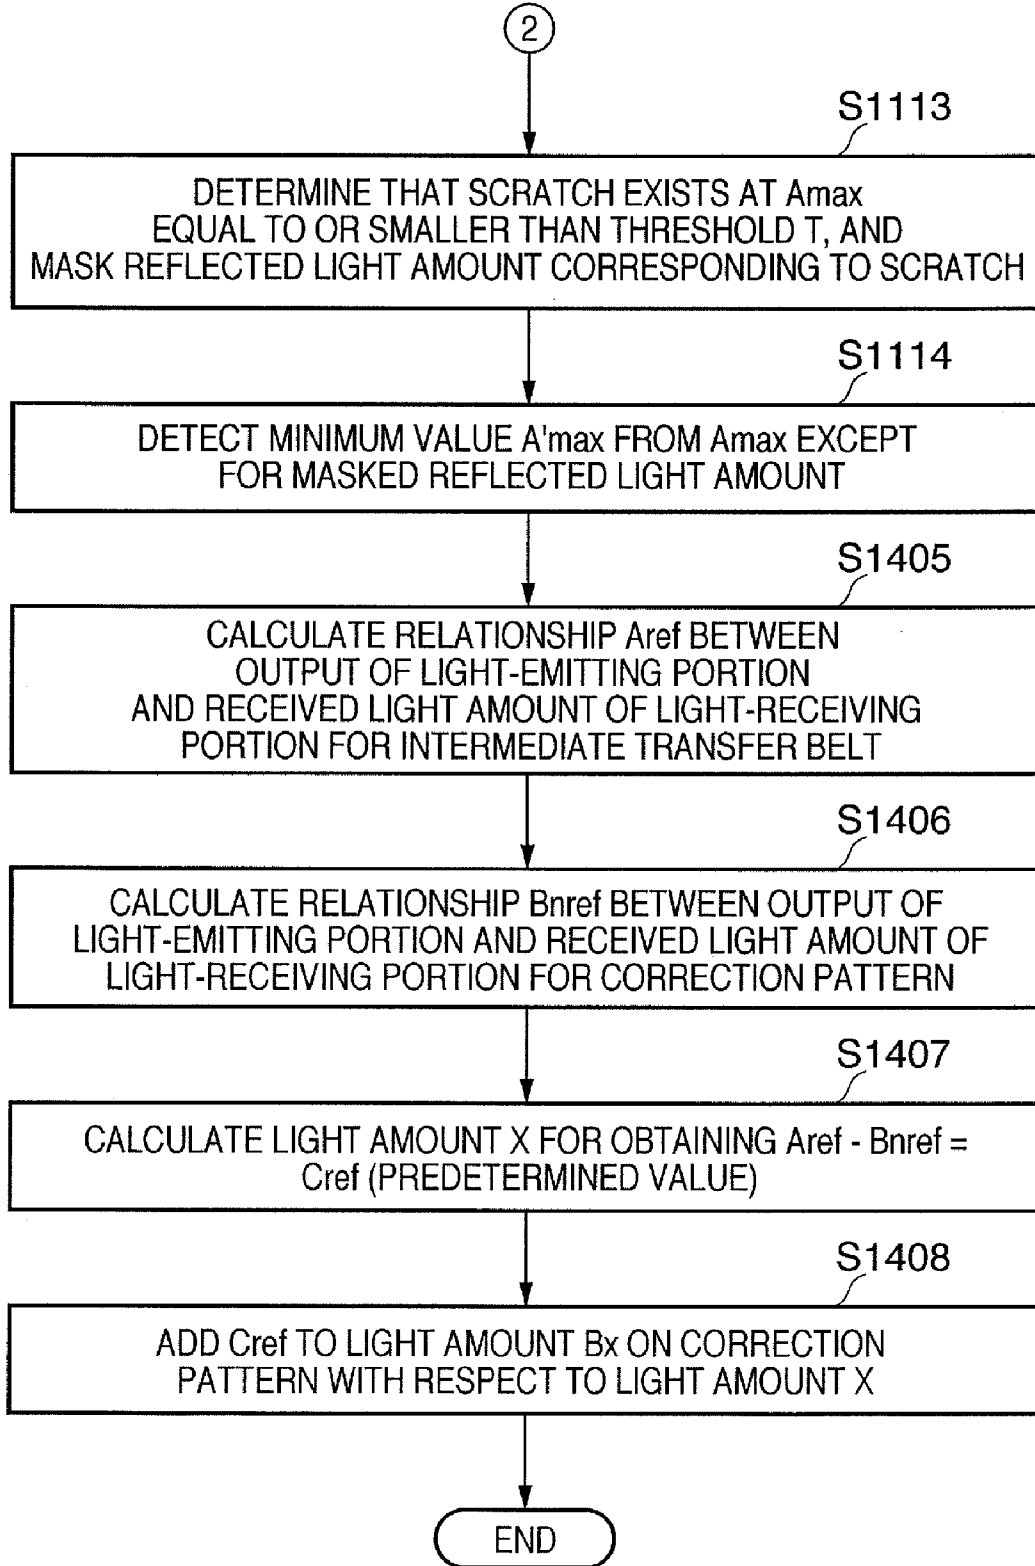 2
S1113
DETERMINE THAT SCRATCH EXISTS AT Amax
EQUAL TO OR SMALLER THAN THRESHOLD T, AND
MASK REFLECTED LIGHT AMOUNT CORRESPONDING TO SCRATCH
S1114
DETECT MINIMUM VALUE A'max FROM Amax EXCEPT
FOR MASKED REFLECTED LIGHT AMOUNT
S1405
CALCULATE RELATIONSHIP Aref BETWEEN
OUTPUT OF LIGHT-EMITTING PORTION
AND RECEIVED LIGHT AMOUNT OF LIGHT-RECEIVING
PORTION FOR INTERMEDIATE TRANSFER BELT
S1406
CALCULATE RELATIONSHIP Bnref BETWEEN OUTPUT OF
LIGHT-EMITTING PORTION AND RECEIVED LIGHT AMOUNT OF
LIGHT-RECEIVING PORTION FOR CORRECTION PATTERN
S1407
CALCULATE LIGHT AMOUNT X FOR OBTAINING Aref - Bnref =
Cref (PREDETERMINED VALUE)
S1408
ADD Cref TO LIGHT AMOUNT Bx ON CORRECTION
PATTERN WITH RESPECT TO LIGHT AMOUNT X
END